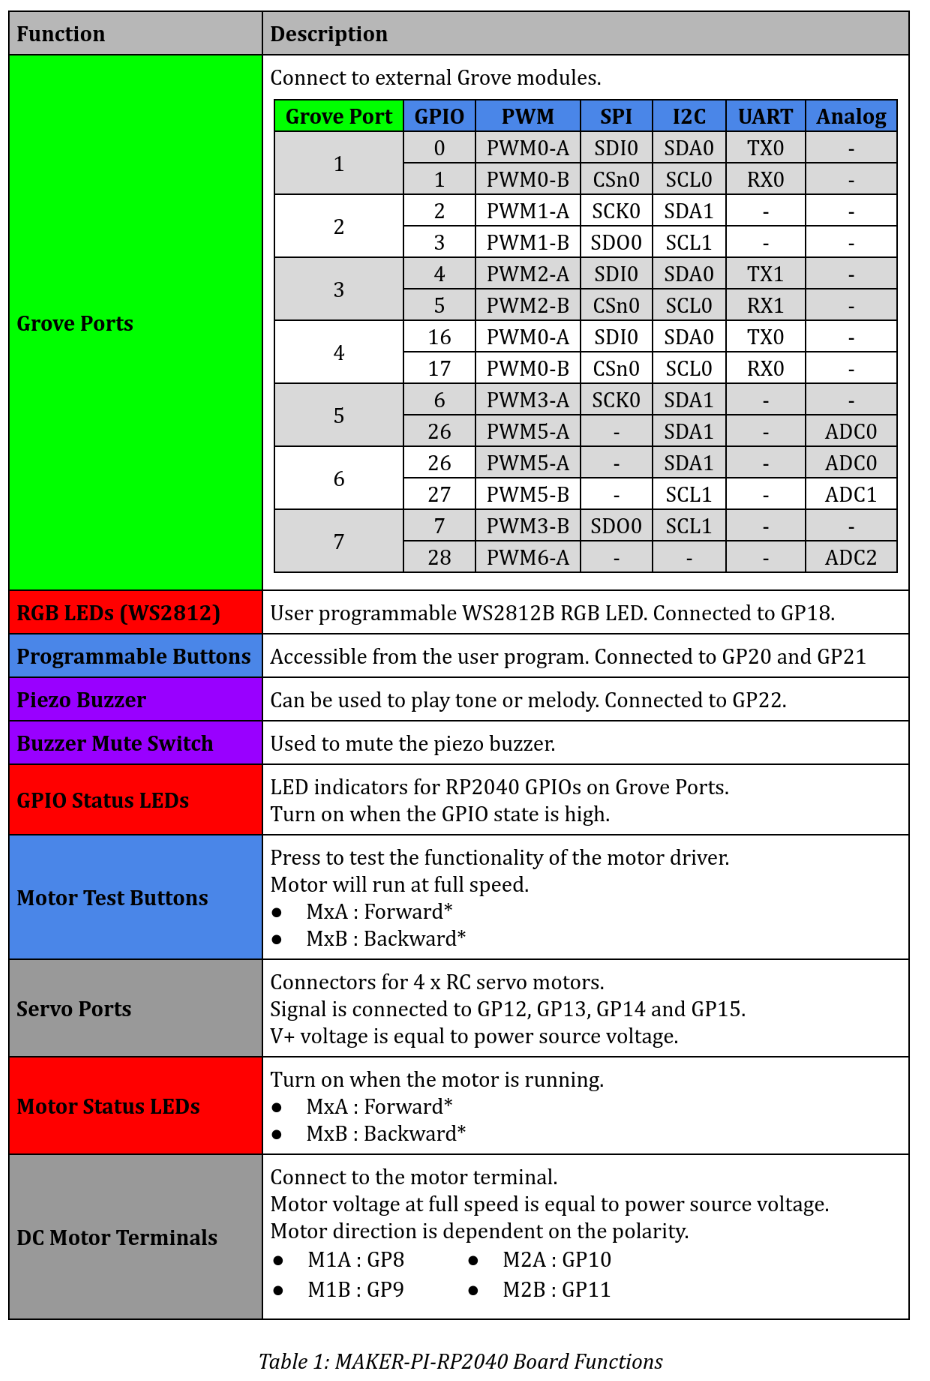 Function Description
Grove Ports
Connect to external Grove modules.
Grove Port GPIO PWM SPI I2C UART Analog
1
0 PWM0-A SDI0 SDA0 TX0 -
1 PWM0-B CSn0 SCL0 RX0 -
2
2 PWM1-A SCK0 SDA1 - -
3 PWM1-B SDO0 SCL1 - -
3
4 PWM2-A SDI0 SDA0 TX1 -
5 PWM2-B CSn0 SCL0 RX1 -
4
16 PWM0-A SDI0 SDA0 TX0 -
17 PWM0-B CSn0 SCL0 RX0 -
5
6 PWM3-A SCK0 SDA1 - -
26 PWM5-A - SDA1 - ADC0
6
26 PWM5-A - SDA1 - ADC0
27 PWM5-B - SCL1 - ADC1
7
7 PWM3-B SDO0 SCL1 - -
28 PWM6-A - - - ADC2
RGB LEDs (WS2812) User programmable WS2812B RGB LED. Connected to GP18.
Programmable Buttons Accessible from the user program. Connected to GP20 and GP21
Piezo Buzzer Can be used to play tone or melody. Connected to GP22.
Buzzer Mute Switch Used to mute the piezo buzzer.
GPIO Status LEDs
LED indicators for RP2040 GPIOs on Grove Ports.
Turn on when the GPIO state is high.
Motor Test Buttons
Press to test the functionality of the motor driver.
Motor will run at full speed.
● MxA : Forward*
● MxB : Backward*
Servo Ports
Connectors for 4 x RC servo motors.
Signal is connected to GP12, GP13, GP14 and GP15.
V+ voltage is equal to power source voltage.
Motor Status LEDs
Turn on when the motor is running.
● MxA : Forward*
● MxB : Backward*
DC Motor Terminals
Connect to the motor terminal.
Motor voltage at full speed is equal to power source voltage.
Motor direction is dependent on the polarity.
● M1A : GP8 ● M2A : GP10
● M1B : GP9 ● M2B : GP11
Table 1: MAKER-PI-RP2040 Board Functions